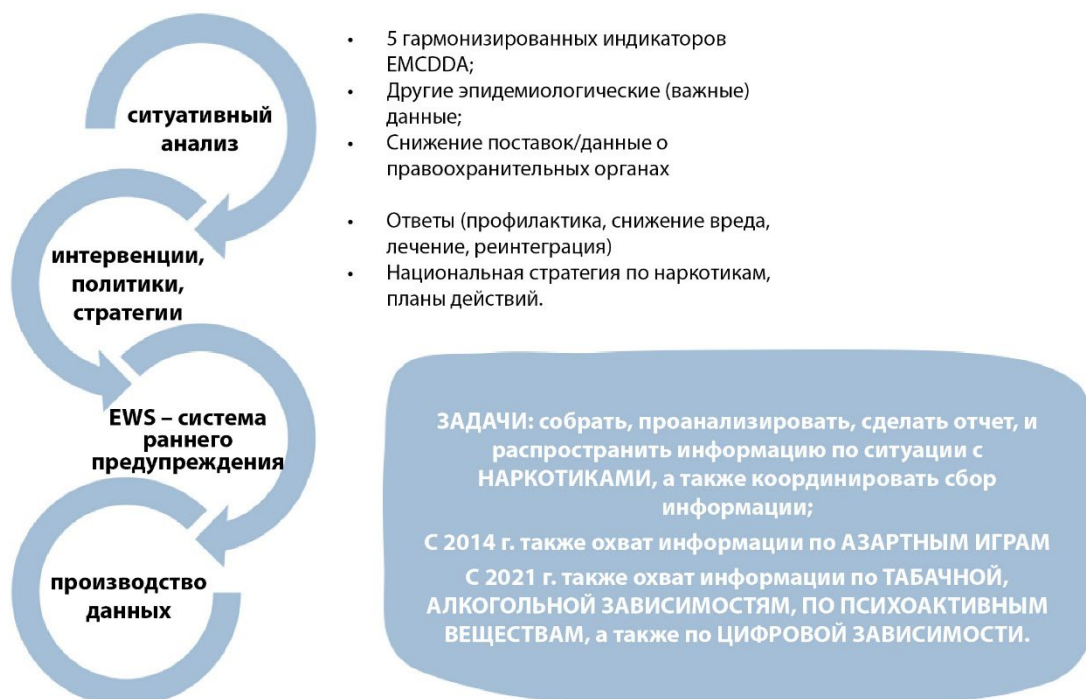 ситуативный
анализ
• 5 гармонизированных индикаторов
EMCDDA;
• Другие эпидемиологические (важные)
данные;
• Снижение поставок/данные о
правоохранительных органах
интервенции,
политики,
стратегии
• Ответы (профилактика, снижение вреда,
лечение, реинтеграция)
• Национальная стратегия по наркотикам,
планы действий.
EWS – система
раннего
предупреждения
производство
данных
ЗАДАЧИ: собрать, проанализировать, сделать отчет, и
распространить информацию по ситуации с
НАРКОТИКАМИ, а также координировать сбор
информации;
С 2014 г. также охват информации по АЗАРТНЫМ ИГРАМ
С 2021 г. также охват информации по ТАБАЧНОЙ,
АЛКОГОЛЬНОЙ ЗАВИСИМОСТЯМ, ПО ПСИХОАКТИВНЫМ
ВЕЩЕСТВАМ, а также по ЦИФРОВОЙ ЗАВИСИМОСТИ.